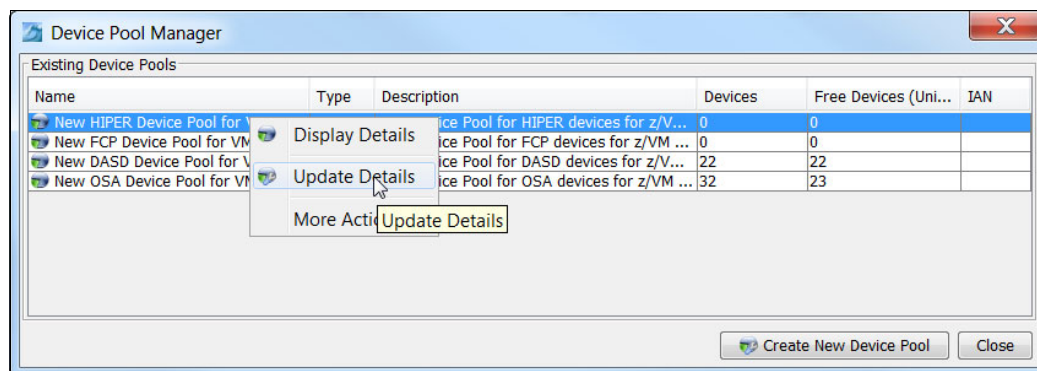 Device Pool Manager
Existing Device Pools
Name Type Description Devices Free Devices (Uni... IAN
New HIPER Device Pool for V ice Pool for HIPER devices for z/V... 0 0
New FCP Device Pool for VM ice Pool for FCP devices for z/VM ... 0 0
New DASD Device Pool for V ice Pool for DASD devices for z/V... 22 22
New OSA Device Pool for VM ice Pool for OSA devices for z/VM ... 32 23
Display Details
Update Details
More Acti
Update Details
Create New Device Pool Close